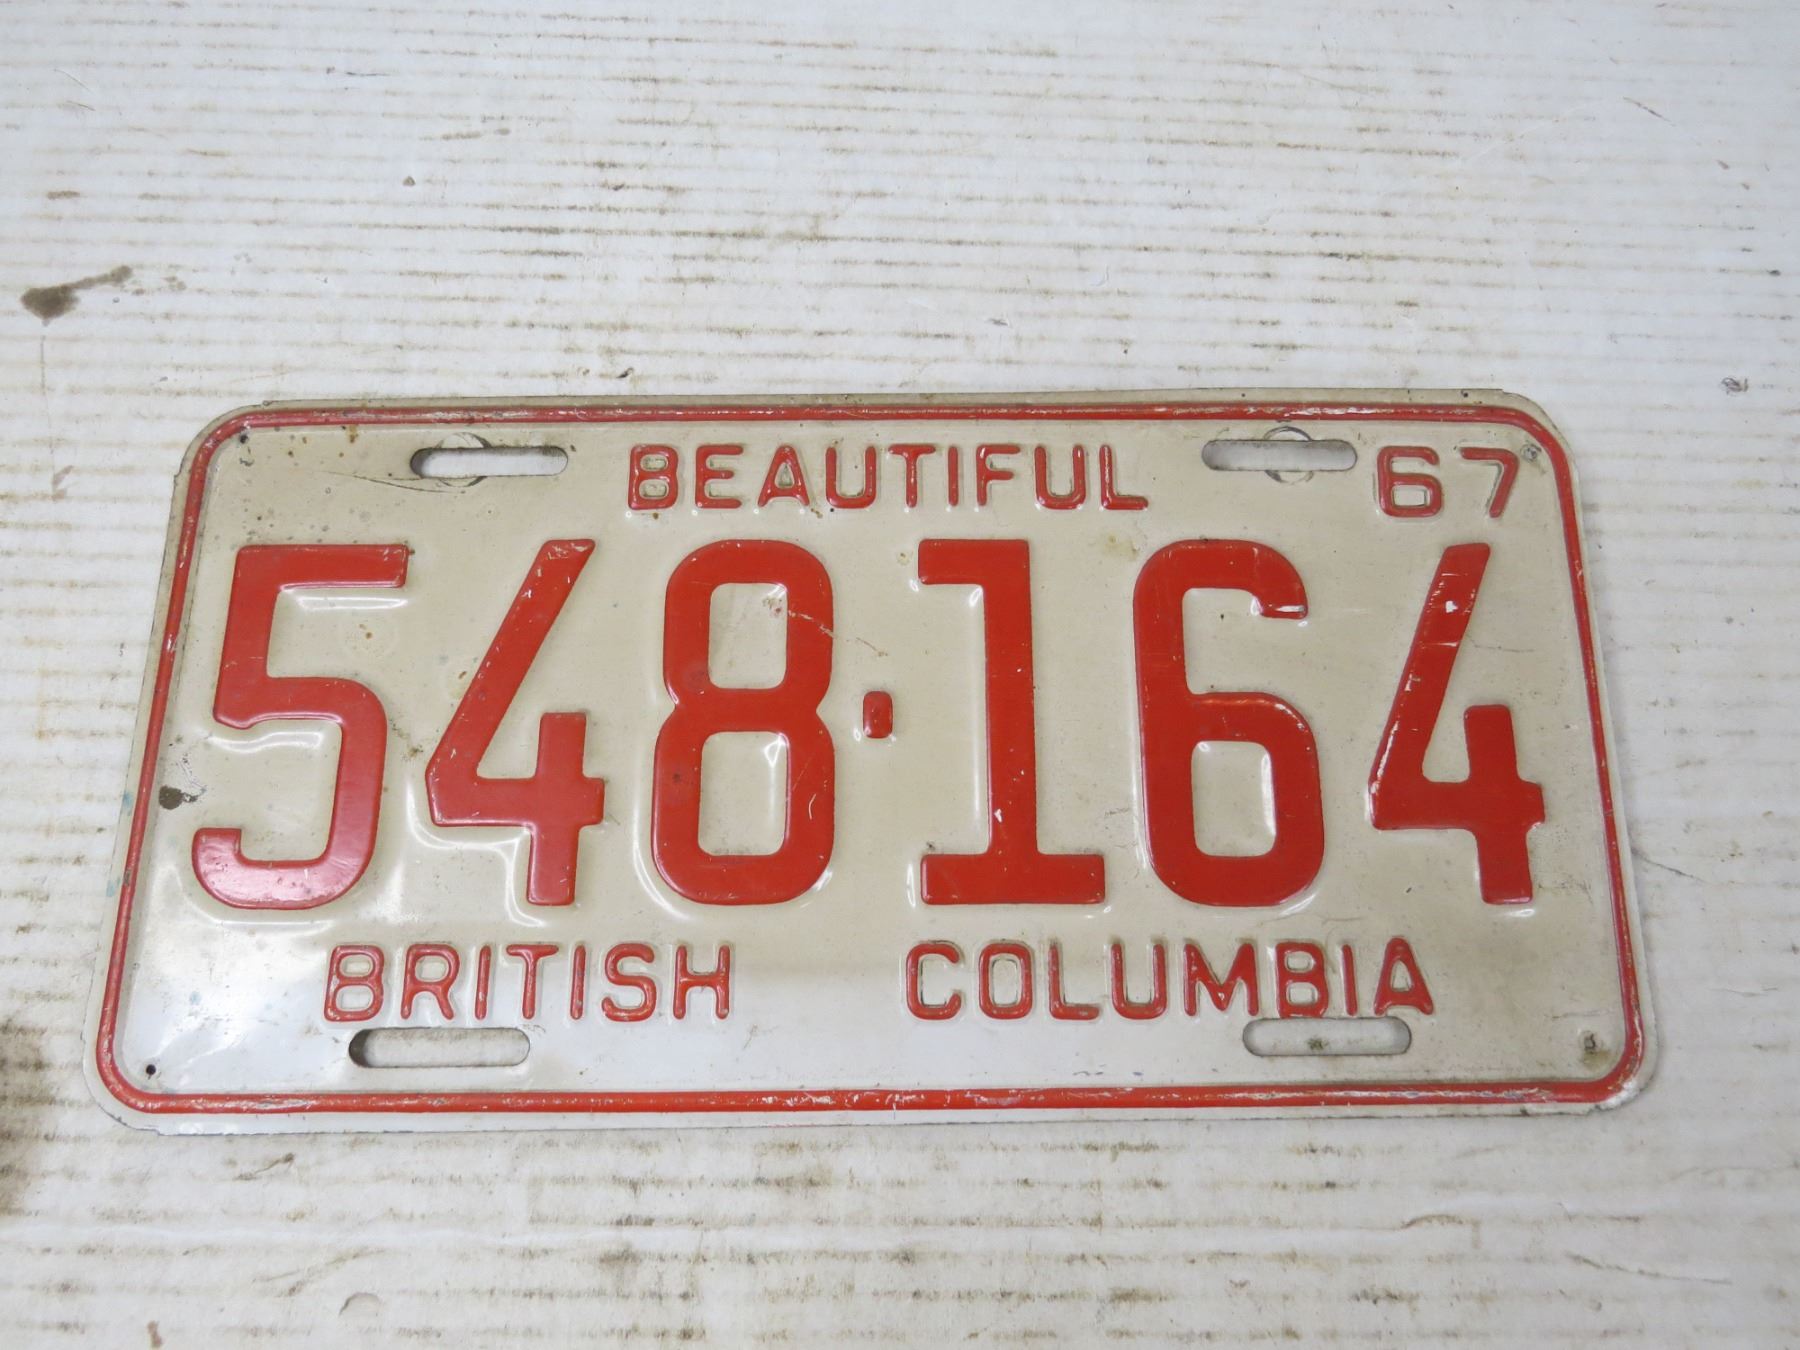 BEAUTIFUL 67
548·164
BRITISH COLUMBIA